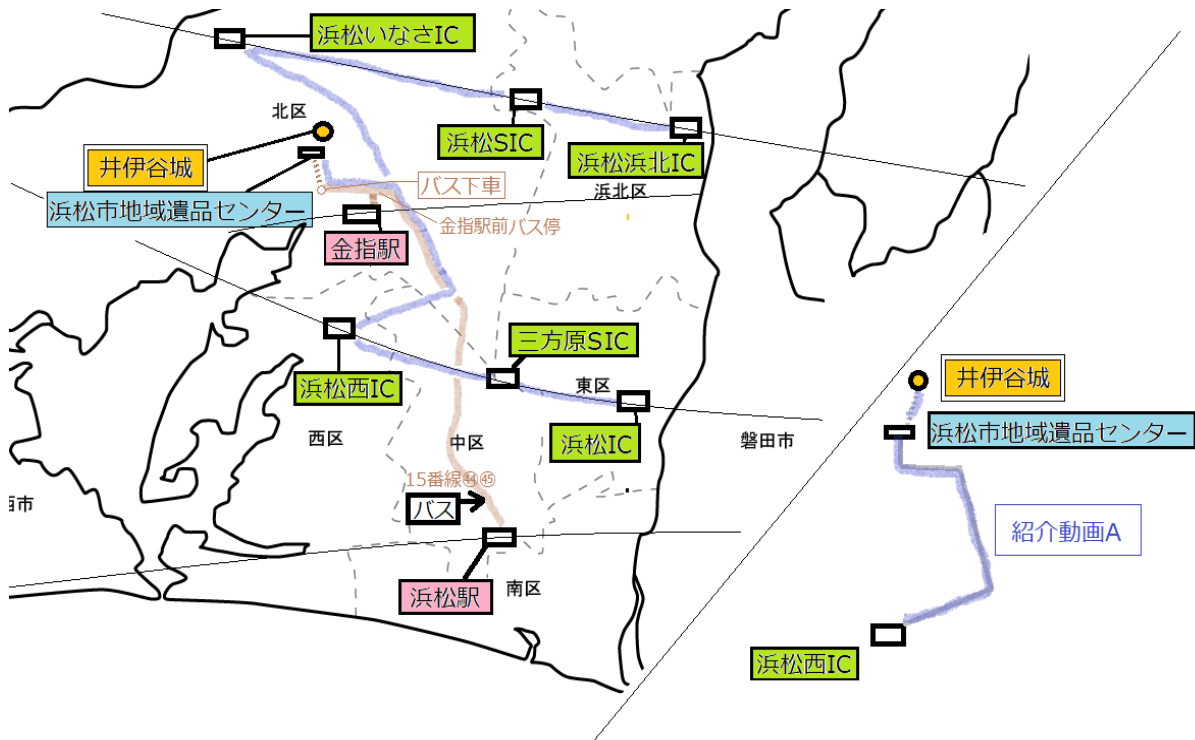 浜松いなさIC
北区
浜松SIC
浜松浜北IC
井伊谷城
浜松市地域遺品センター
バス下車
浜北区
金指駅前バス停
金指駅
三方原SIC
浜松西IC
東区
浜松IC
西区
中区
磐田市
15番線㊹㊺
バス
市
浜松駅
南区
井伊谷城
浜松市地域遺品センター
紹介動画A
浜松西IC